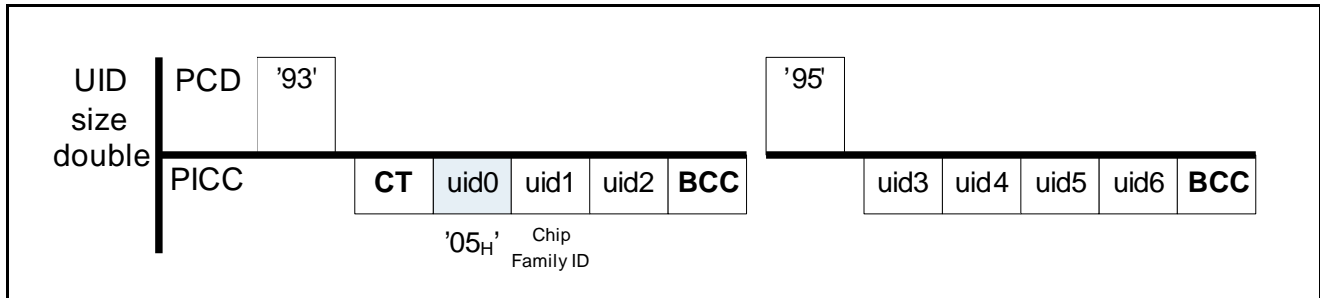 UID
size
double
PCD '93' '95'
PICC
CT uid0 uid1 uid2 BCC uid3 uid4 uid5 uid6 BCC
'05H' Chip
Family ID